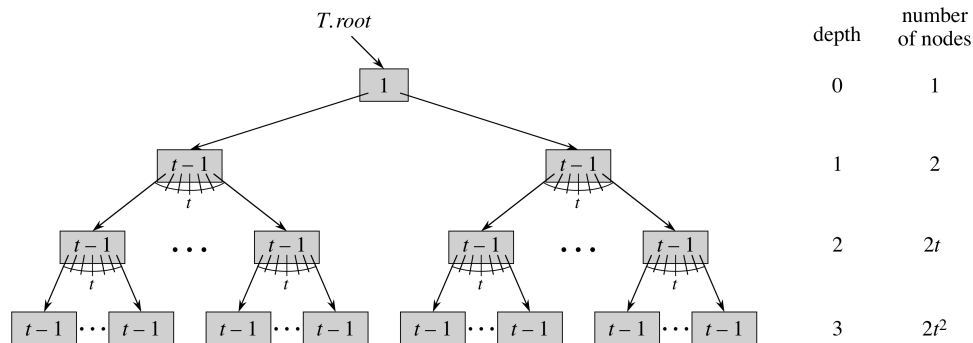 T.root
depth
number
of nodes
1
0
1
t – 1
t – 1
1
2
t
t
t – 1
. . .
t – 1
t – 1
. . .
t – 1
2
2t
t
t
t
t
t – 1
. . .
t – 1
t – 1
. . .
t – 1
t – 1
. . .
t – 1
t – 1
. . .
t – 1
3
2t²